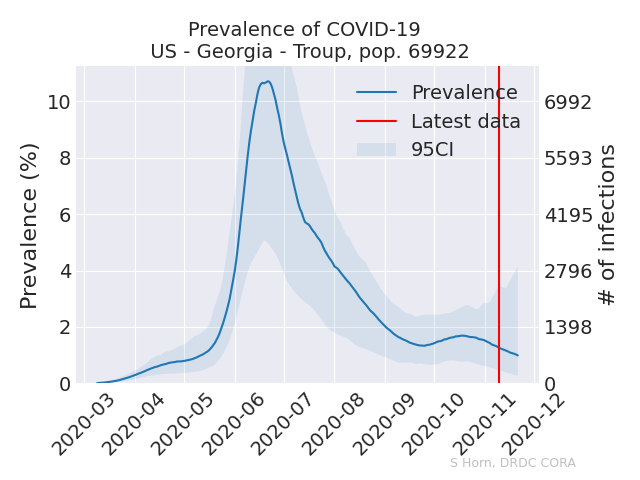 Prevalence of COVID-19
US - Georgia - Troup, pop. 69922
Prevalence
Latest data
95CI
Prevalence (%)
10
8
6
4
2
0
6992
5593
4195
2796
1398
0
# of infections
2020-03
2020-04
2020-05
2020-06
2020-07
2020-08
2020-09
2020-10
2020-11
2020-12
S Horn, DRDC CORA